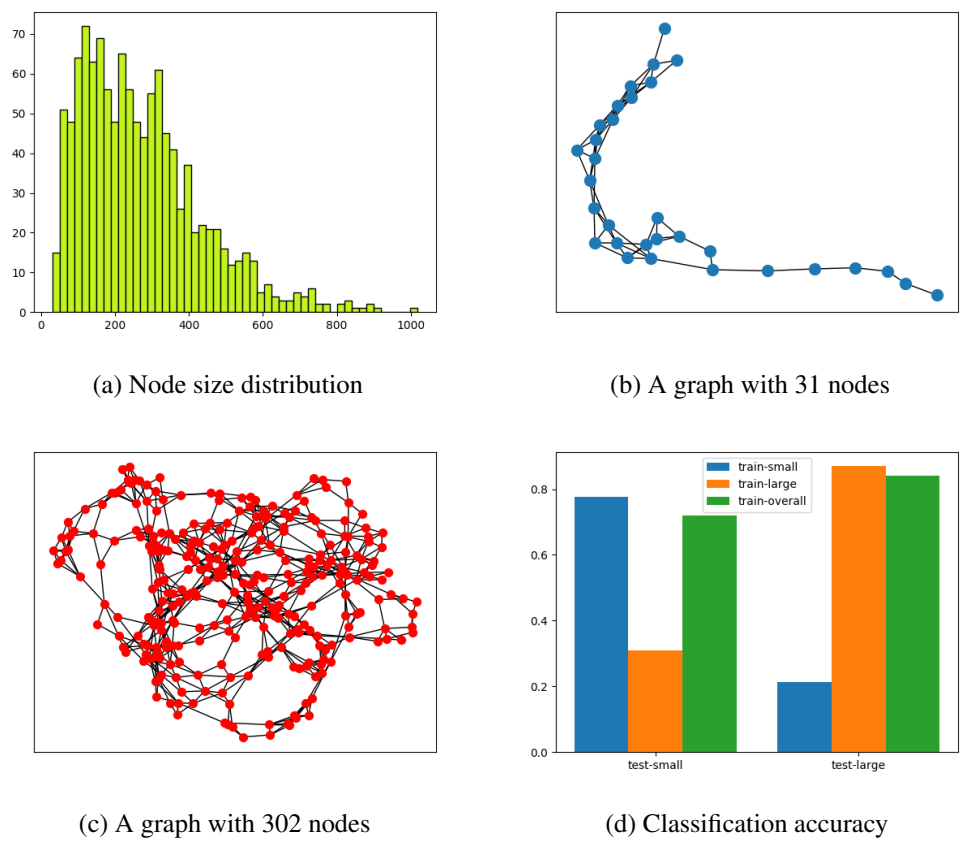 70
60
50
40
30
20
10
0
0 200 400 600 800 1000
(a) Node size distribution
(b) A graph with 31 nodes
(c) A graph with 302 nodes
0.8
0.6
0.4
0.2
0.0
train-small
train-large
train-overall
test-small test-large
(d) Classification accuracy